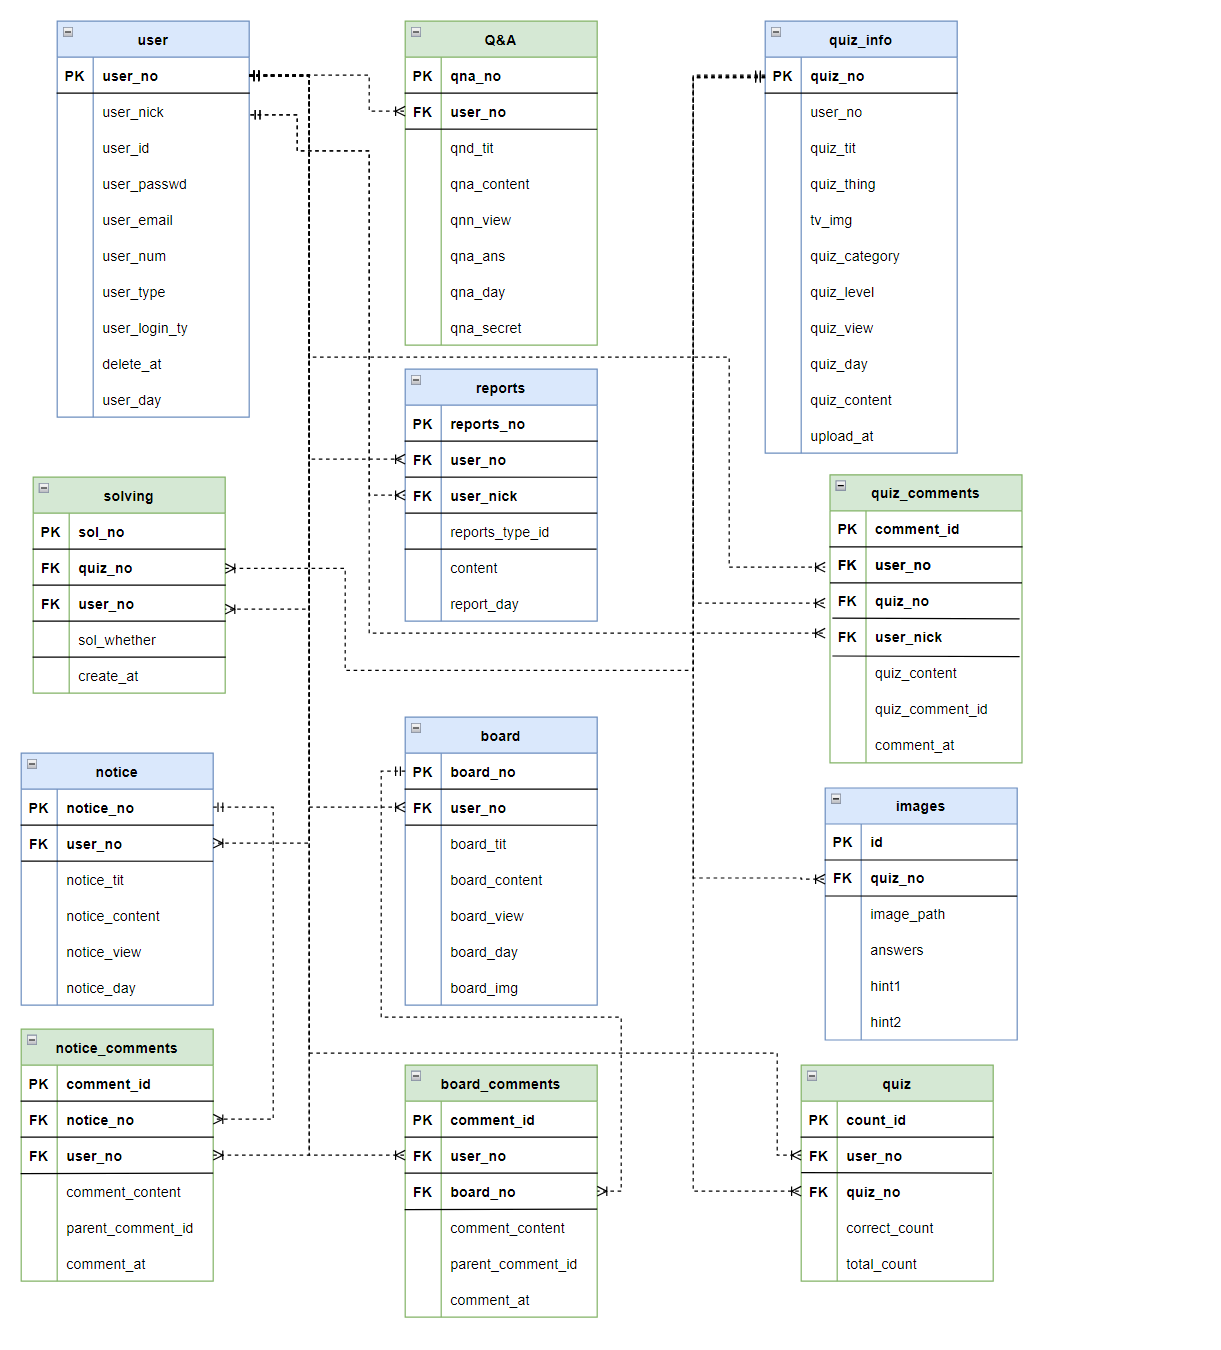 user
PK user_no
user_nick
user_id
user_passwd
user_email
user_num
user_type
user_login_ty
delete_at
user_day
Q&A
PK qna_no
FK user_no
qnd_tit
qna_content
qnn_view
qna_ans
qna_day
qna_secret
quiz_info
PK quiz_no
user_no
quiz_tit
quiz_thing
tv_img
quiz_category
quiz_level
quiz_view
quiz_day
quiz_content
upload_at
reports
PK reports_no
FK user_no
FK user_nick
reports_type_id
content
report_day
solving
PK sol_no
FK quiz_no
FK user_no
sol_whether
create_at
quiz_comments
PK comment_id
FK user_no
FK quiz_no
FK user_nick
quiz_content
quiz_comment_id
comment_at
notice
PK notice_no
FK user_no
notice_tit
notice_content
notice_view
notice_day
board
PK board_no
FK user_no
board_tit
board_content
board_view
board_day
board_img
images
PK id
FK quiz_no
image_path
answers
hint1
hint2
notice_comments
PK comment_id
FK notice_no
FK user_no
comment_content
parent_comment_id
comment_at
board_comments
PK comment_id
FK user_no
FK board_no
comment_content
parent_comment_id
comment_at
quiz
PK count_id
FK user_no
FK quiz_no
correct_count
total_count